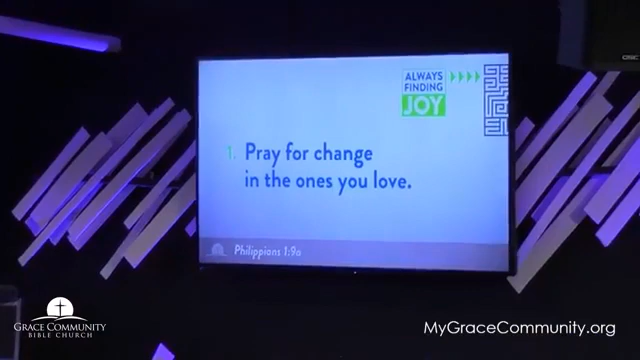 ALWAYS
FINDING
JOY
1. Pray for change
in the ones you love.
Philippians 1:9a
GRACE COMMUNITY
BIBLE CHURCH
MyGraceCommunity.org
QSC